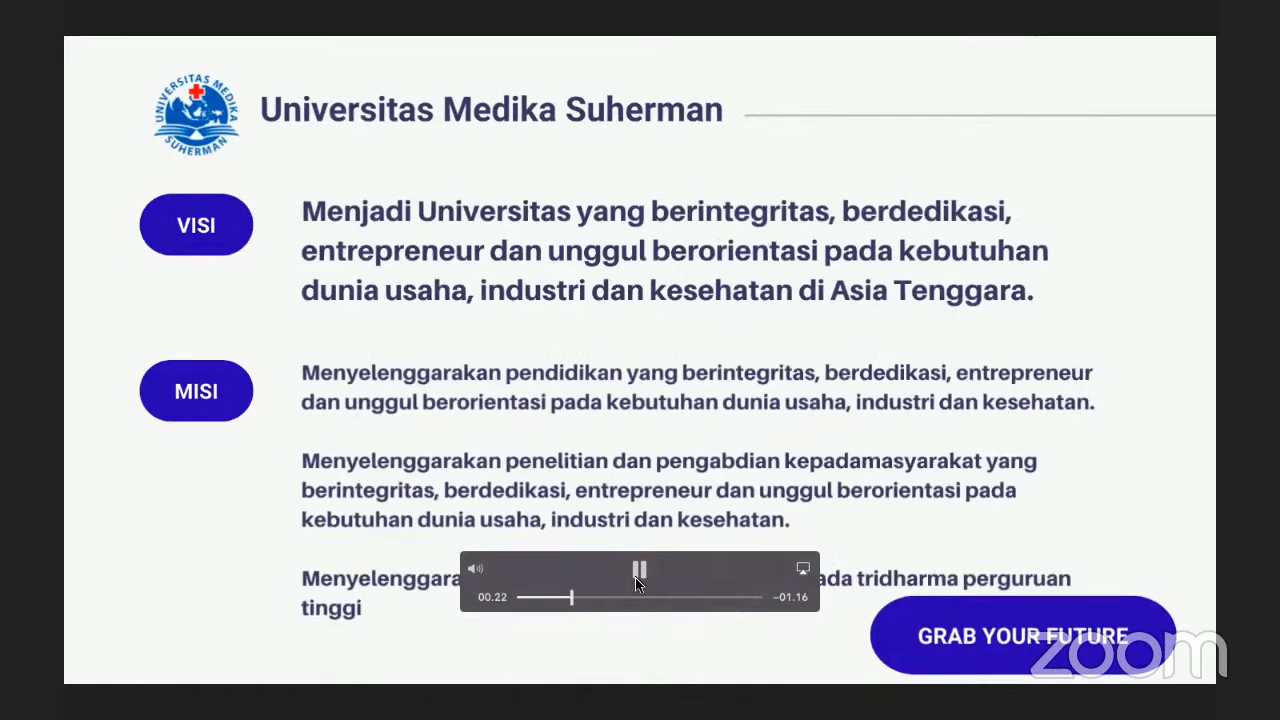 UNIVERSITAS MEDIKA
SUHERMAN
Universitas Medika Suherman
VISI
Menjadi Universitas yang berintegritas, berdedikasi,
entrepreneur dan unggul berorientasi pada kebutuhan
dunia usaha, industri dan kesehatan di Asia Tenggara.
MISI
Menyelenggarakan pendidikan yang berintegritas, berdedikasi, entrepreneur
dan unggul berorientasi pada kebutuhan dunia usaha, industri dan kesehatan.
Menyelenggarakan penelitian dan pengabdian kepadamasyarakat yang
berintegritas, berdedikasi, entrepreneur dan unggul berorientasi pada
kebutuhan dunia usaha, industri dan kesehatan.
tridharma perguruan
tinggi
00.22
−01.16
GRAB YOUR FUTURE
zoom